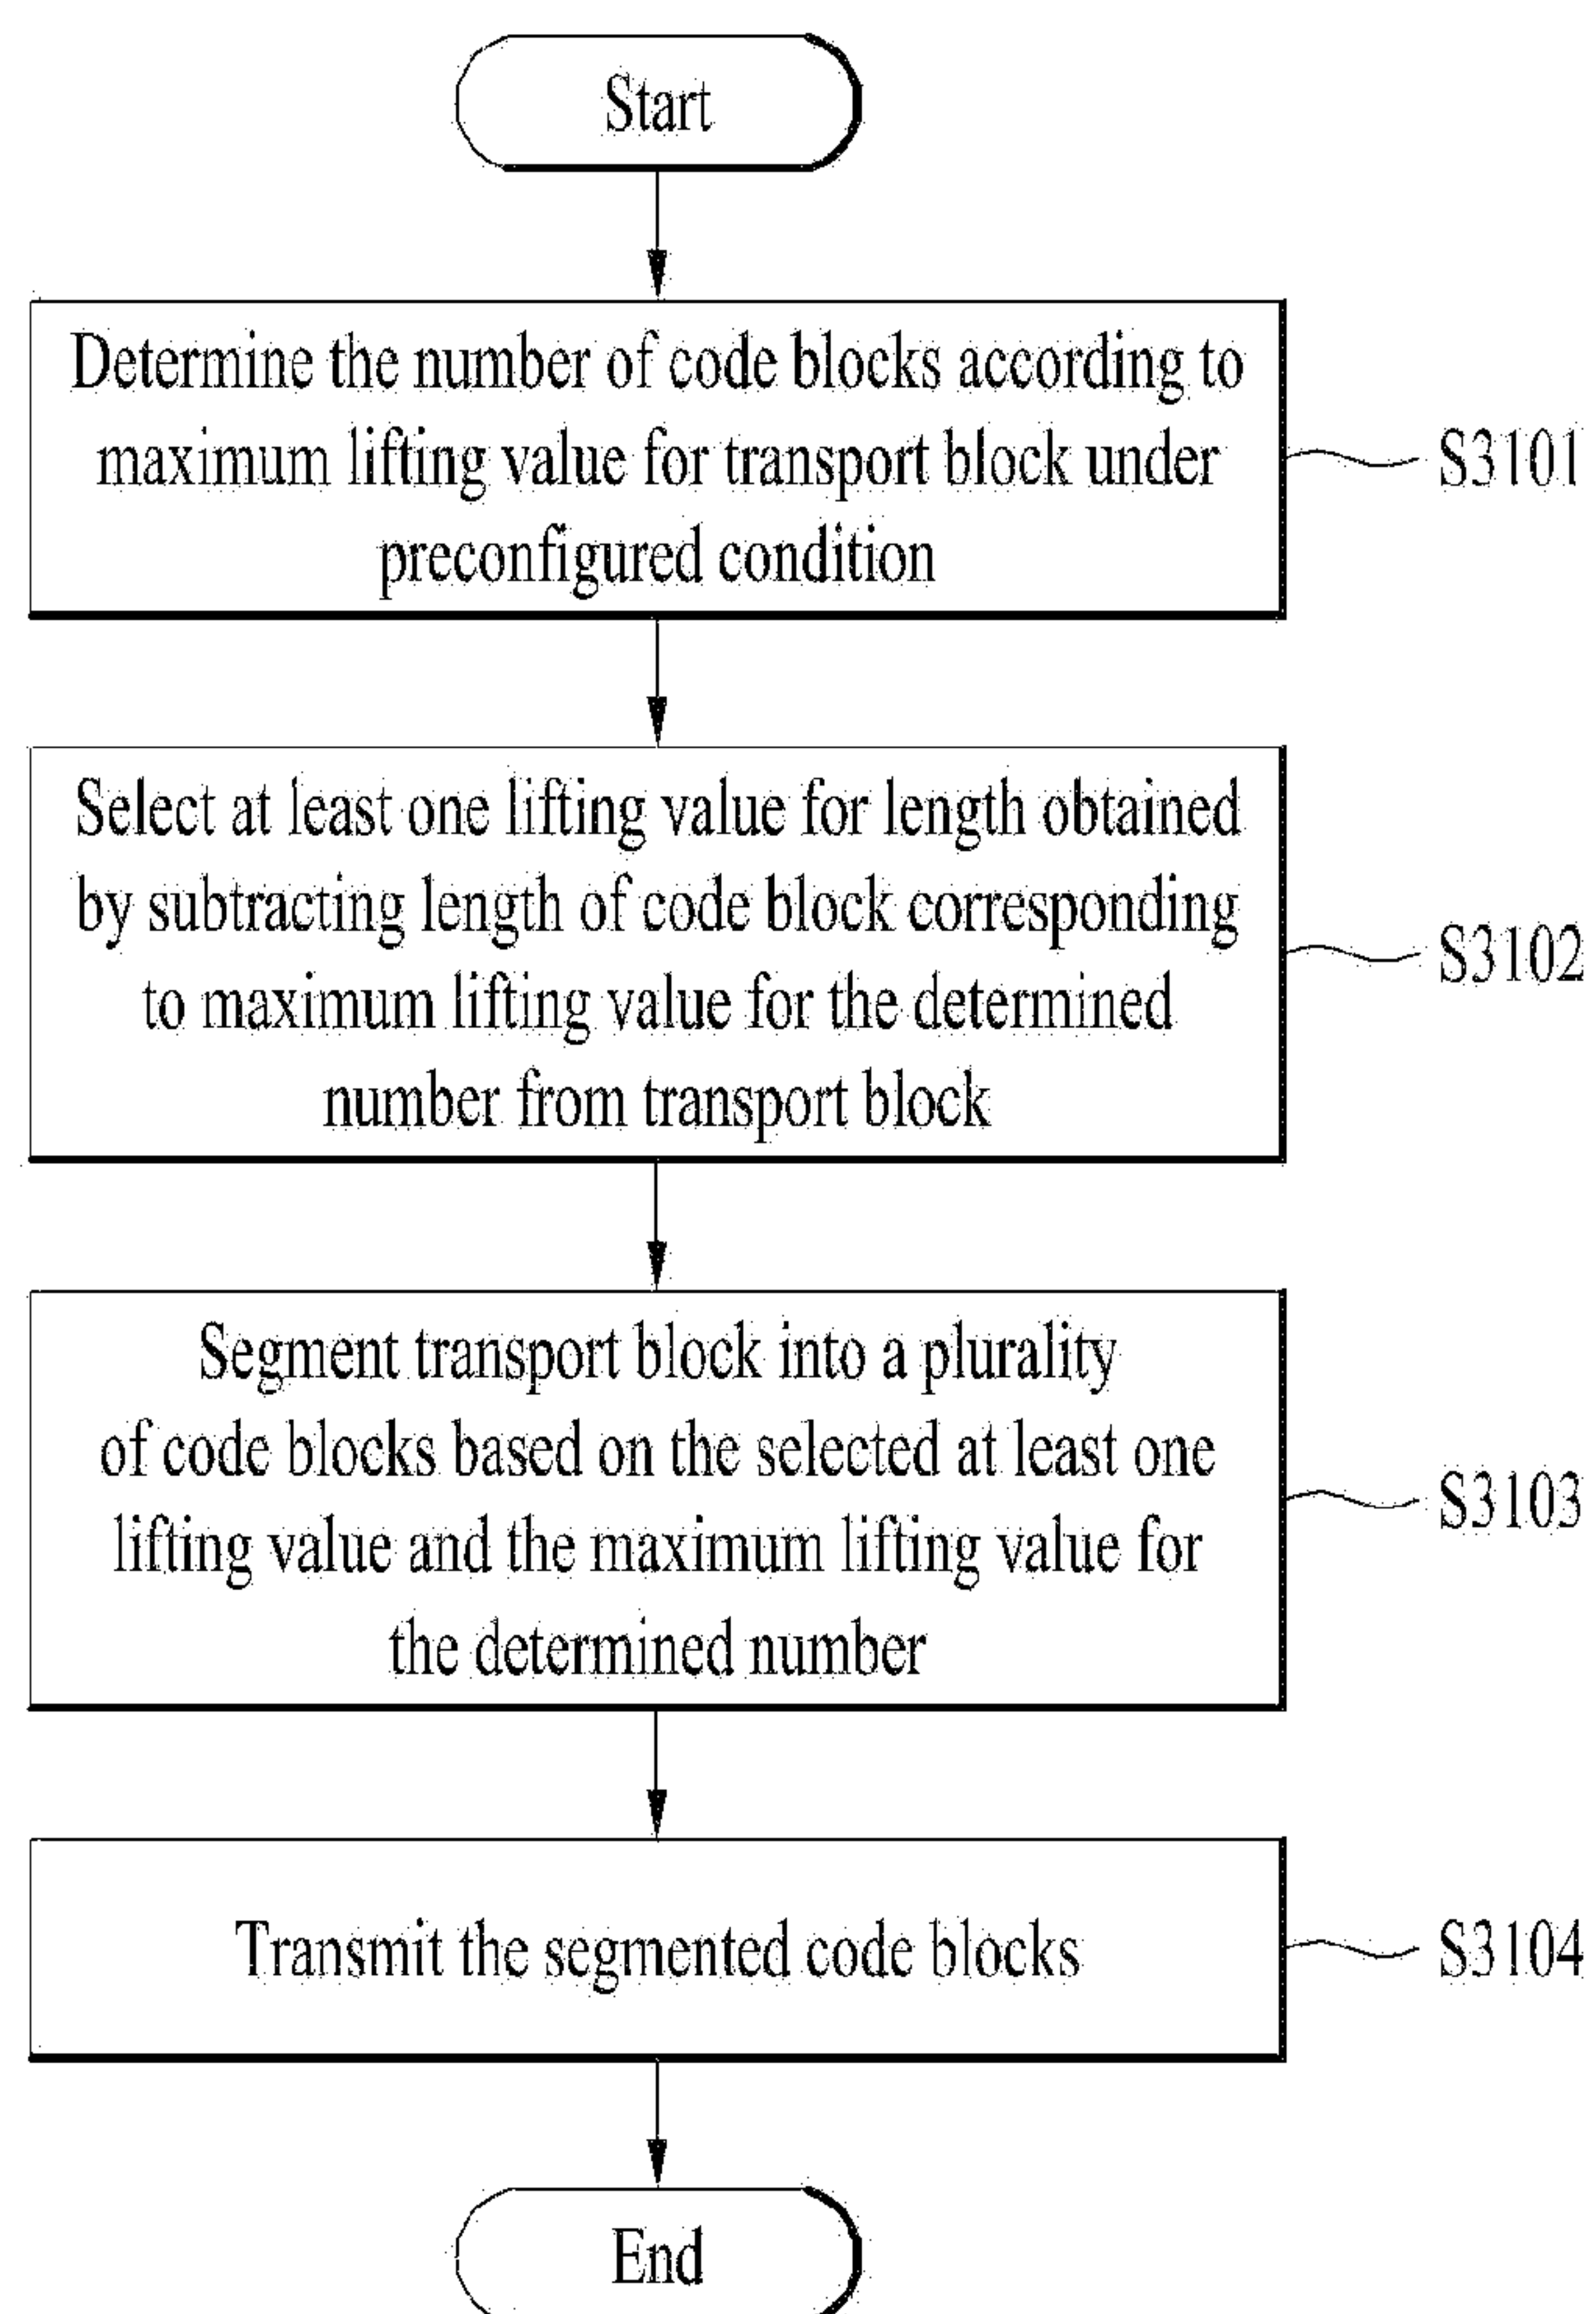 Start
Determine the number of code blocks according to
maximum lifting value for transport block under
preconfigured condition
S3101
Select at least one lifting value for length obtained
by subtracting length of code block corresponding
to maximum lifting value for the determined
number from transport block
S3102
Segment transport block into a plurality
of code blocks based on the selected at least one
lifting value and the maximum lifting value for
the determined number
S3103
Transmit the segmented code blocks
S3104
End